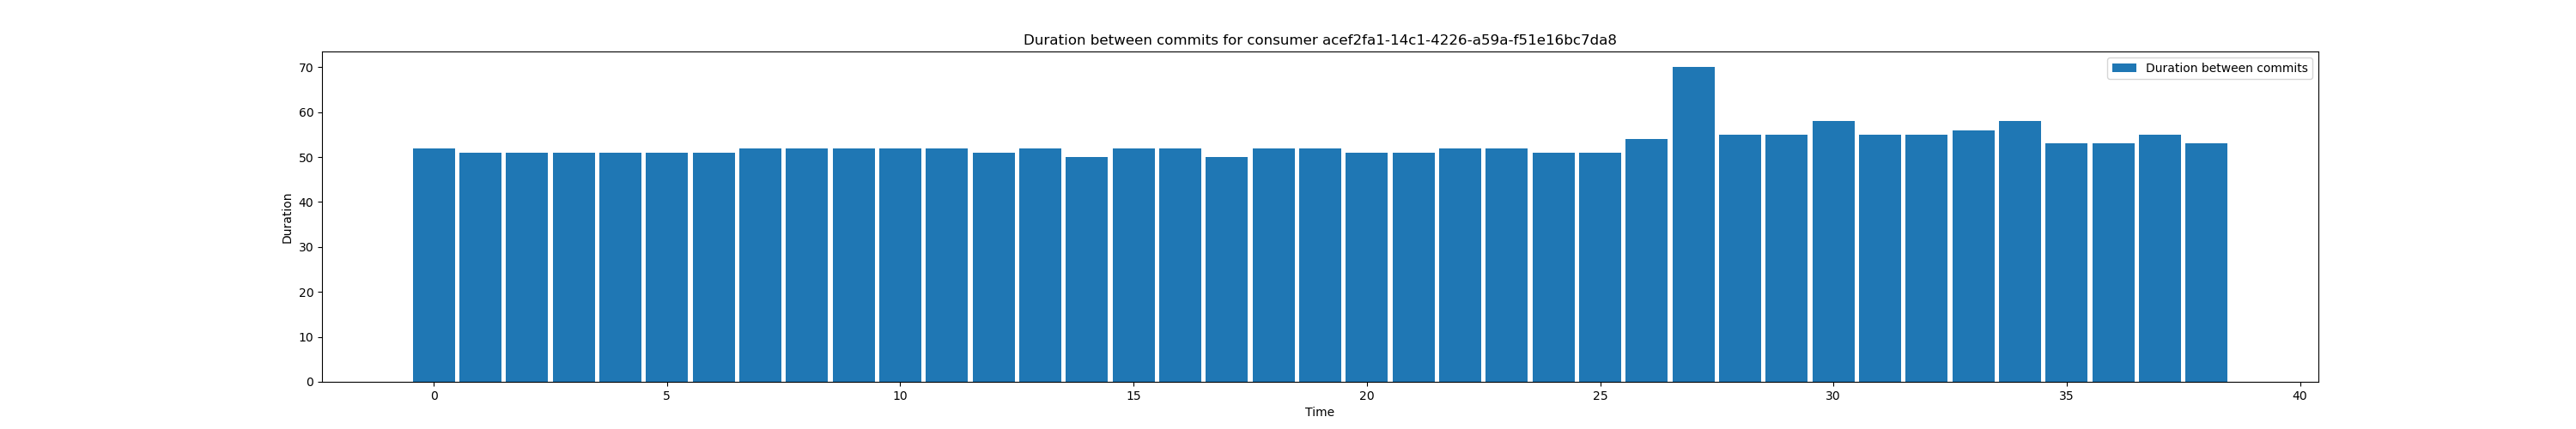 Duration between commits for consumer acef2fa1-14c1-4226-a59a-f51e16bc7da8
Duration between commits
70
60
50
40
30
20
10
0
Duration
0 5 10 15 20 25 30 35 40
Time